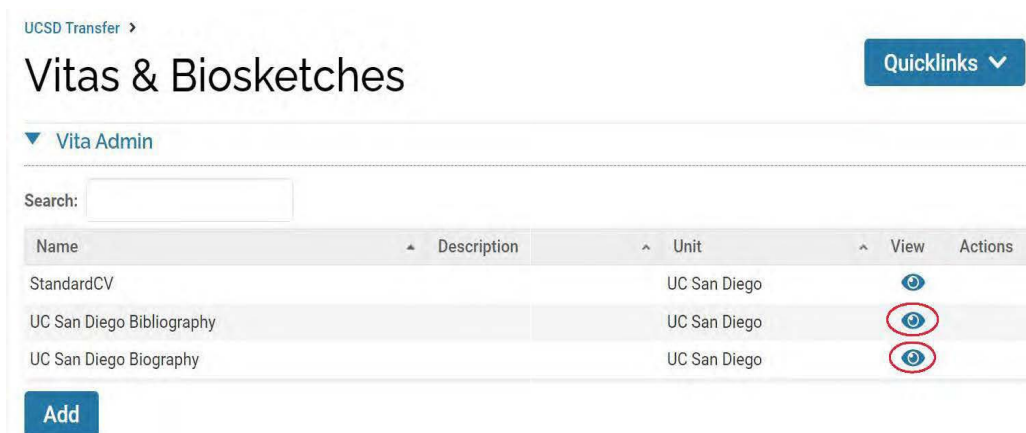 UCSD Transfer >
Vitas & Biosketches
Quicklinks
Vita Admin
Search:
Name Description Unit View Actions
StandardCV UC San Diego
UC San Diego Bibliography UC San Diego
UC San Diego Biography UC San Diego
Add